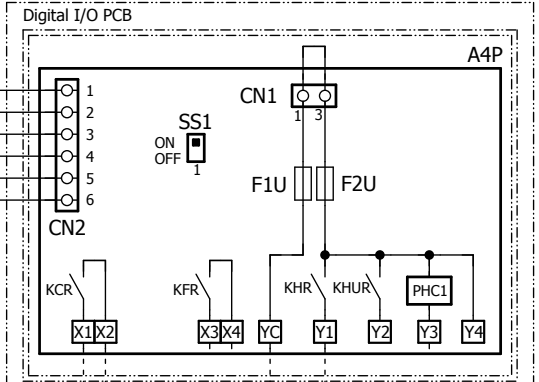 Digital I/O PCB
A4P
CN1
1 3
1
2
3
4
5
6
CN2
SS1
ON
OFF
1
F1U F2U
KCR KFR KHR KHUR PHC1
X1 X2 X3 X4 YC Y1 Y2 Y3 Y4